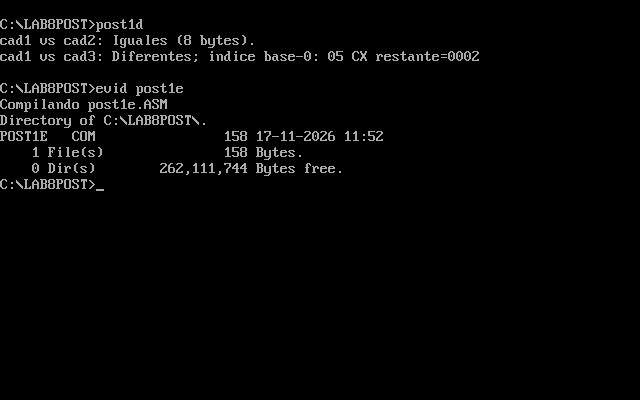 C:\LAB8POST>post1d
cad1 vs cad2: Iguales (8 bytes).
cad1 vs cad3: Diferentes; indice base-0: 05 CX restante=0002
C:\LAB8POST>evid post1e
Compilando post1e.ASM
Directory of C:\LAB8POST\.
POST1E   COM               158 17-11-2026 11:52
    1 File(s)              158 Bytes.
    0 Dir(s)       262,111,744 Bytes free.
C:\LAB8POST>_